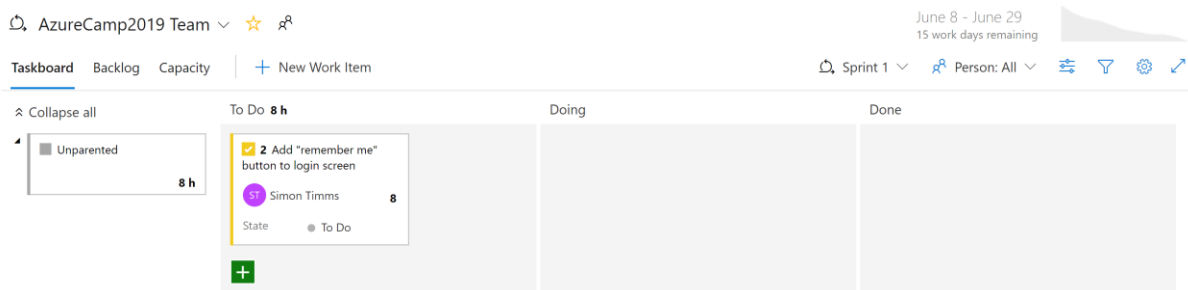 AzureCamp2019 Team
June 8 - June 29
15 work days remaining
Taskboard Backlog Capacity New Work Item Sprint 1 Person: All
Collapse all To Do 8 h Doing Done
Unparented
8 h
2 Add "remember me"
button to login screen
ST Simon Timms 8
State To Do